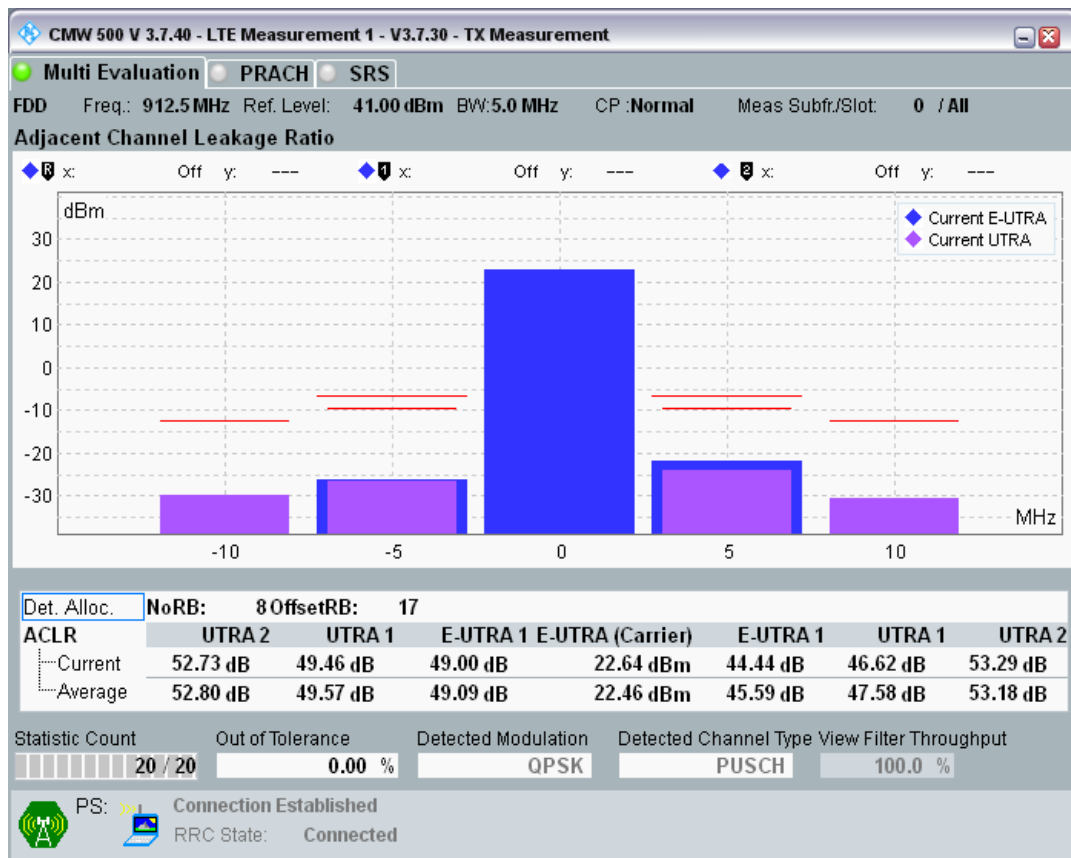 CMW 500 V 3.7.40 - LTE Measurement 1 - V3.7.30 - TX Measurement
Multi Evaluation PRACH SRS
FDD Freq.: 912.5 MHz Ref. Level: 41.00 dBm BW: 5.0 MHz CP :Normal Meas Subfr./Slot: 0 / All
Adjacent Channel Leakage Ratio
R x: Off y: --- 1 x: Off y: --- 2 x: Off y: ---
dBm
Current E-UTRA
Current UTRA
30
20
10
0
-10
-20
-30
MHz
-10 -5 0 5 10
Det. Alloc. NoRB: 8 OffsetRB: 17
ACLR UTRA 2 UTRA 1 E-UTRA 1 E-UTRA (Carrier) E-UTRA 1 UTRA 1 UTRA 2
Current 52.73 dB 49.46 dB 49.00 dB 22.64 dBm 44.44 dB 46.62 dB 53.29 dB
Average 52.80 dB 49.57 dB 49.09 dB 22.46 dBm 45.59 dB 47.58 dB 53.18 dB
Statistic Count Out of Tolerance Detected Modulation Detected Channel Type View Filter Throughput
20 / 20 0.00 % QPSK PUSCH 100.0 %
PS: Connection Established
RRC State: Connected